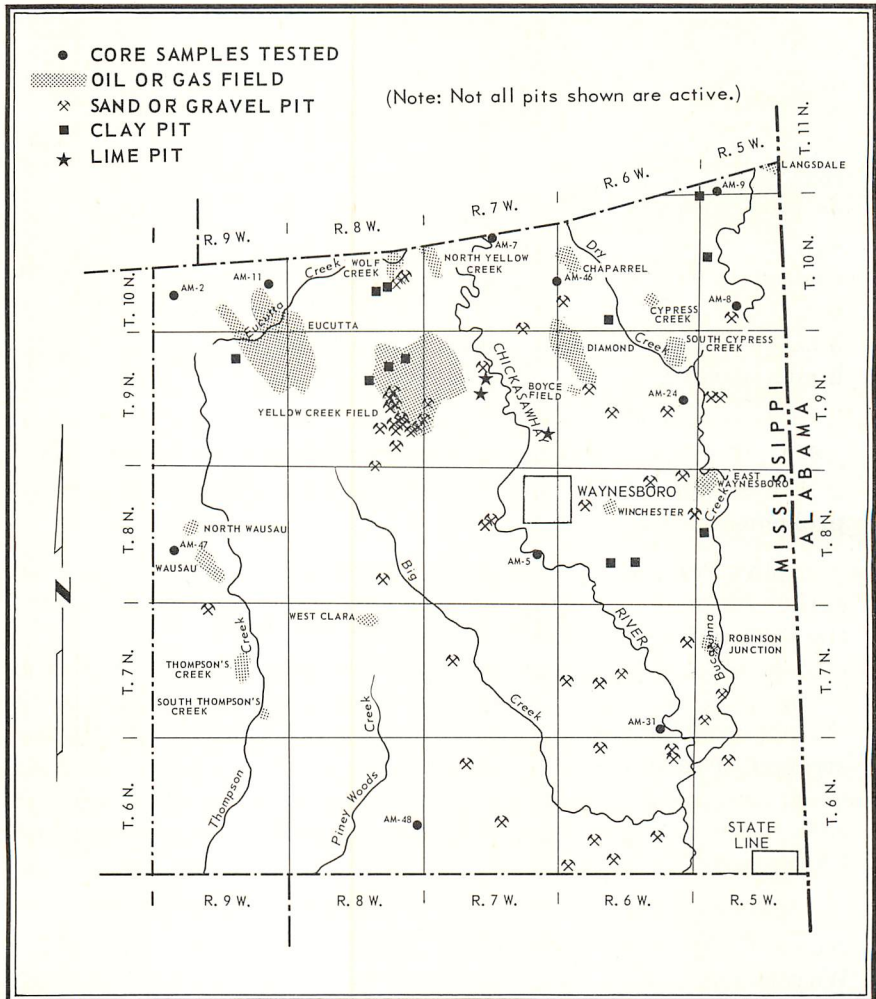 CORE SAMPLES TESTED
OIL OR GAS FIELD
SAND OR GRAVEL PIT
CLAY PIT
LIME PIT
(Note: Not all pits shown are active.)
T. 11 N.
R. 5 W.
LANGSDALE
R. 6 W.
AM-9
R. 7 W.
R. 8 W.
R. 9 W.
AM-7
Dry
WOLF
CREEK
Creek
NORTH YELLOW
CREEK
CHAPARREL
T. 10 N.
T. 10 N.
AM-2
AM-11
AM-46
CYPRESS
CREEK
AM-8
Eucutta
EUCUTTA
Creek
SOUTH CYPRESS
CREEK
DIAMOND
CHICKASAWHAY
BOYCE
FIELD
AM-24
T. 9 N.
T. 9 N.
YELLOW CREEK FIELD
MISSISSIPPI
ALABAMA
EAST
WAYNESBORO
Creek
WAYNESBORO
WINCHESTER
T. 8 N.
T. 8 N.
NORTH WAUSAU
AM-47
WAUSAU
AM-5
Big
N
WEST CLARA
RIVER
Creek
Bucatunna
ROBINSON
JUNCTION
THOMPSON'S
CREEK
T. 7 N.
T. 7 N.
SOUTH THOMPSON'S
CREEK
Creek
Creek
AM-31
Thompson
Piney Woods
T. 6 N.
T. 6 N.
AM-48
STATE
LINE
R. 9 W.
R. 8 W.
R. 7 W.
R. 6 W.
R. 5 W.